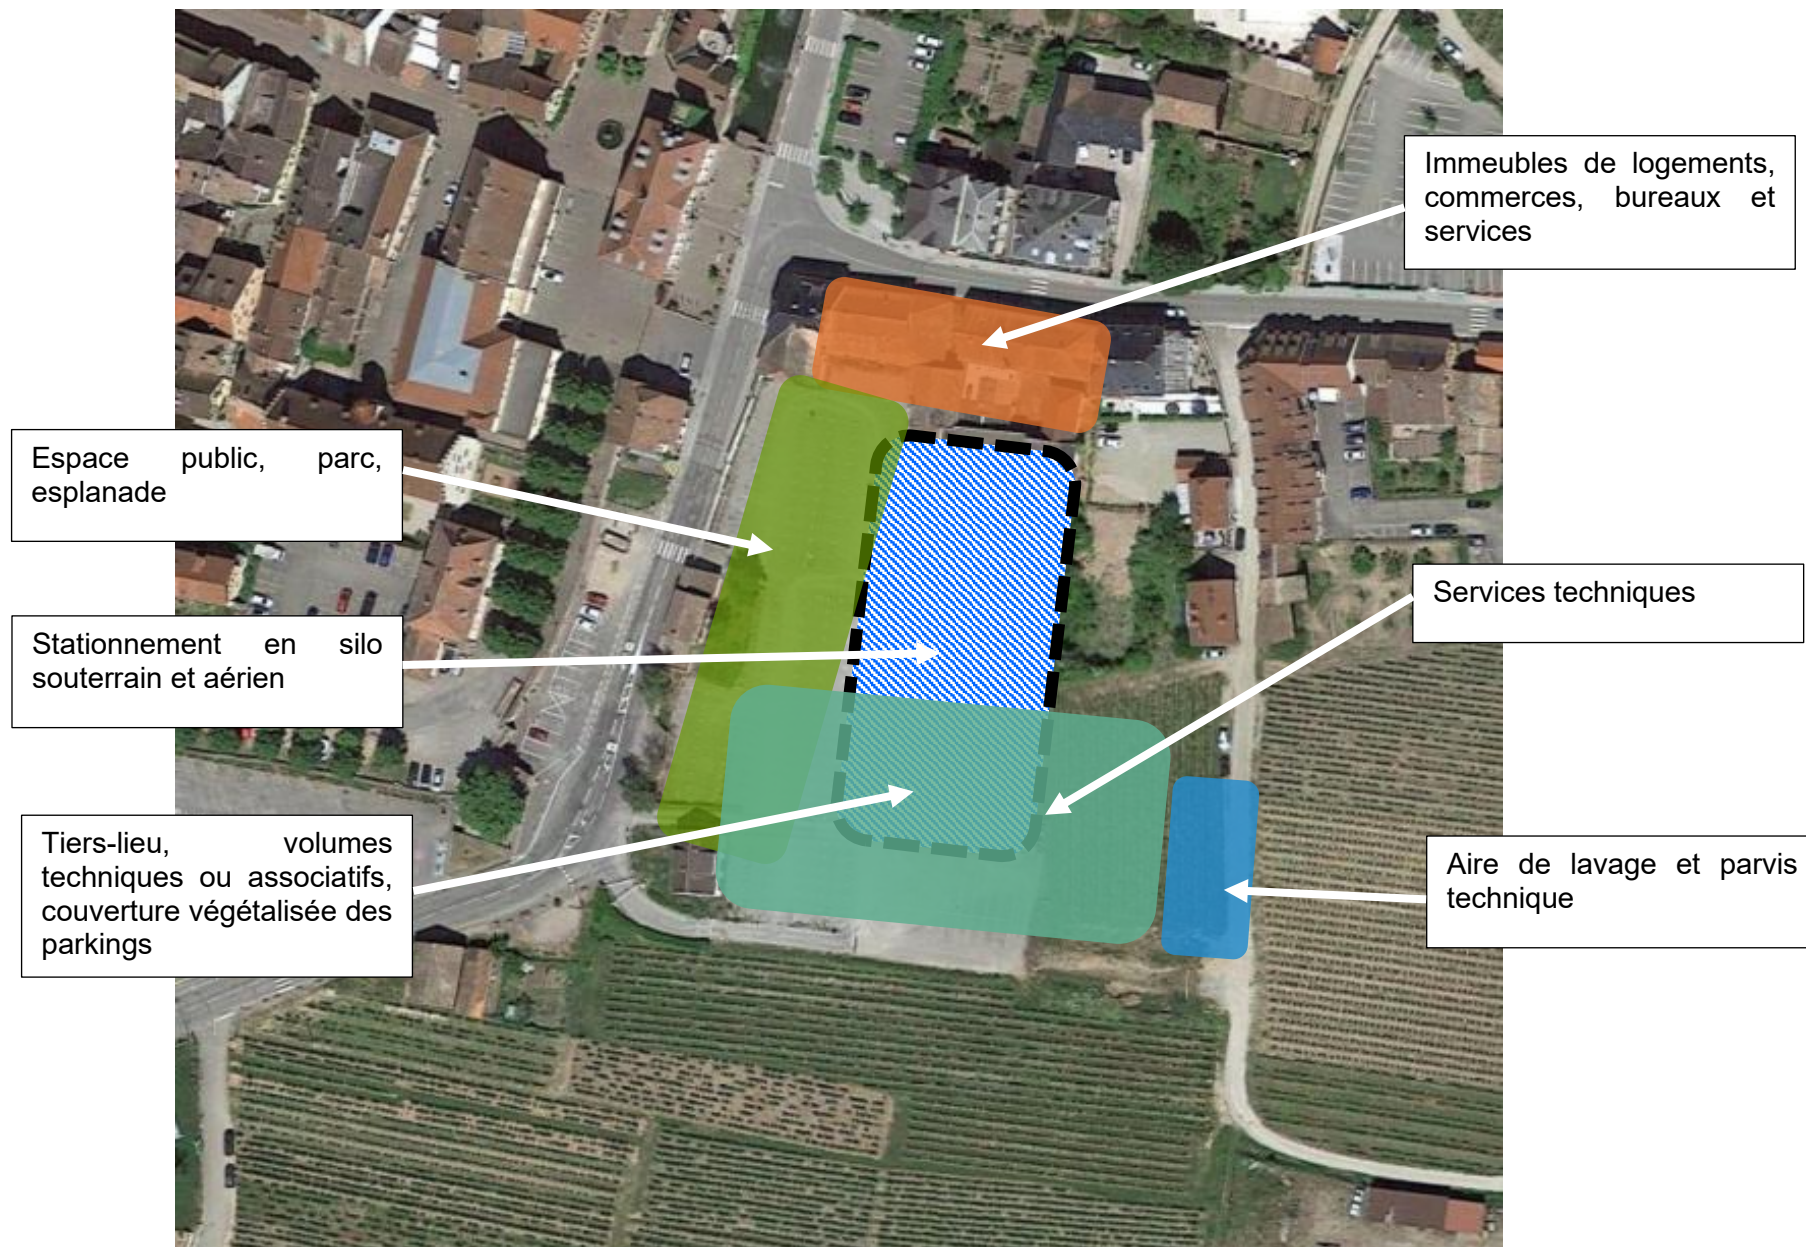 Immeubles de logements,
commerces, bureaux et
services
Espace public, parc,
esplanade
Services techniques
Stationnement en silo
souterrain et aérien
Tiers-lieu, volumes
techniques ou associatifs,
couverture végétalisée des
parkings
Aire de lavage et parvis
technique